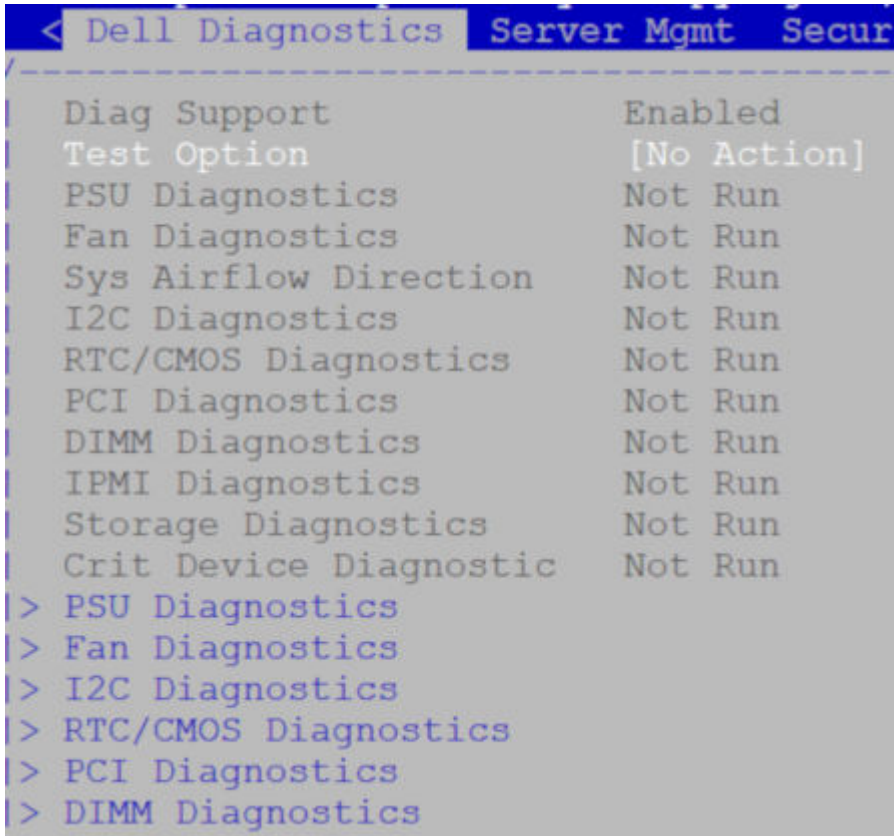 < Dell Diagnostics Server Mgmt Secur
Diag Support Enabled
Test Option [No Action]
PSU Diagnostics Not Run
Fan Diagnostics Not Run
Sys Airflow Direction Not Run
I2C Diagnostics Not Run
RTC/CMOS Diagnostics Not Run
PCI Diagnostics Not Run
DIMM Diagnostics Not Run
IPMI Diagnostics Not Run
Storage Diagnostics Not Run
Crit Device Diagnostic Not Run
> PSU Diagnostics
> Fan Diagnostics
> I2C Diagnostics
> RTC/CMOS Diagnostics
> PCI Diagnostics
> DIMM Diagnostics